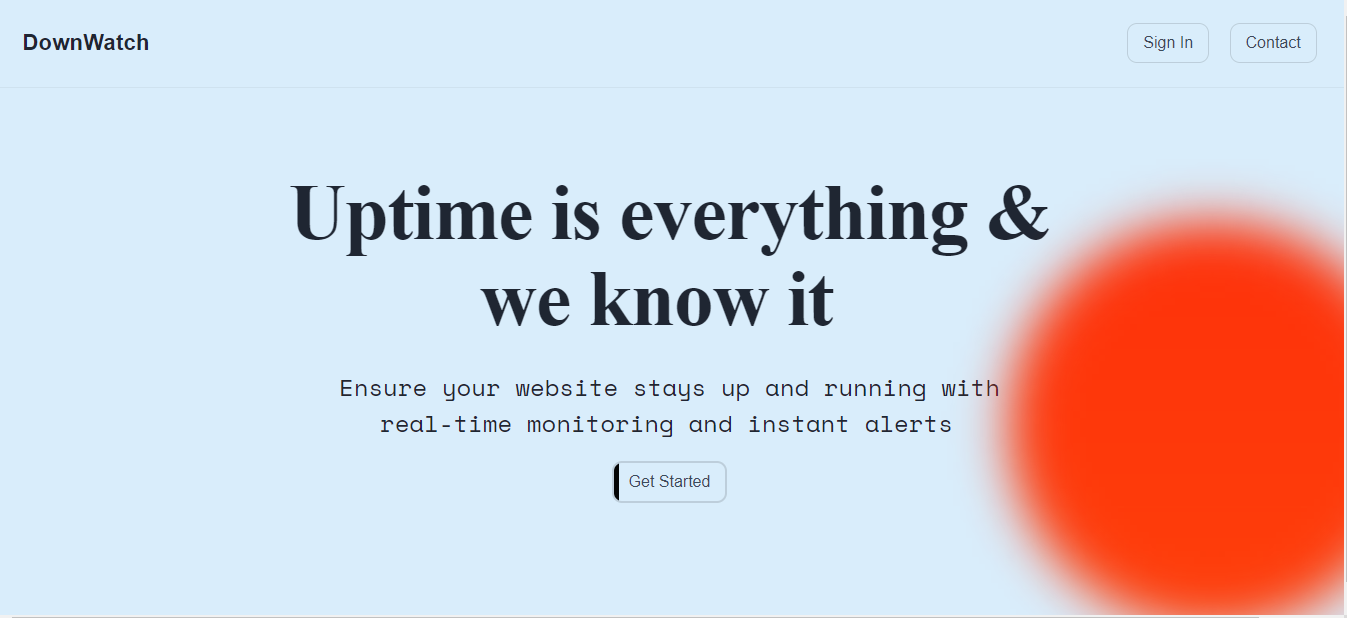 DownWatch
Sign In
Contact
Uptime is everything &
we know it
Ensure your website stays up and running with
real-time monitoring and instant alerts
Get Started